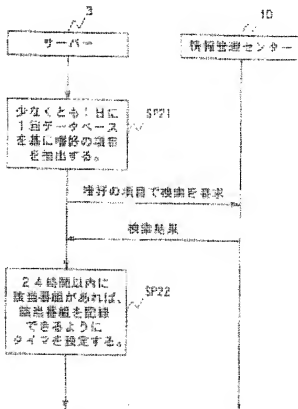 3
10
サーバー
情報管理センター
少なくとも1日に
1回データベース
を基に嗜好の項目
を抽出する。
SP21
嗜好の項目で検索を要求
検索結果
24時間以内に
該当番組があれば、
該当番組を記録
できるように
タイマを設定する。
SP22